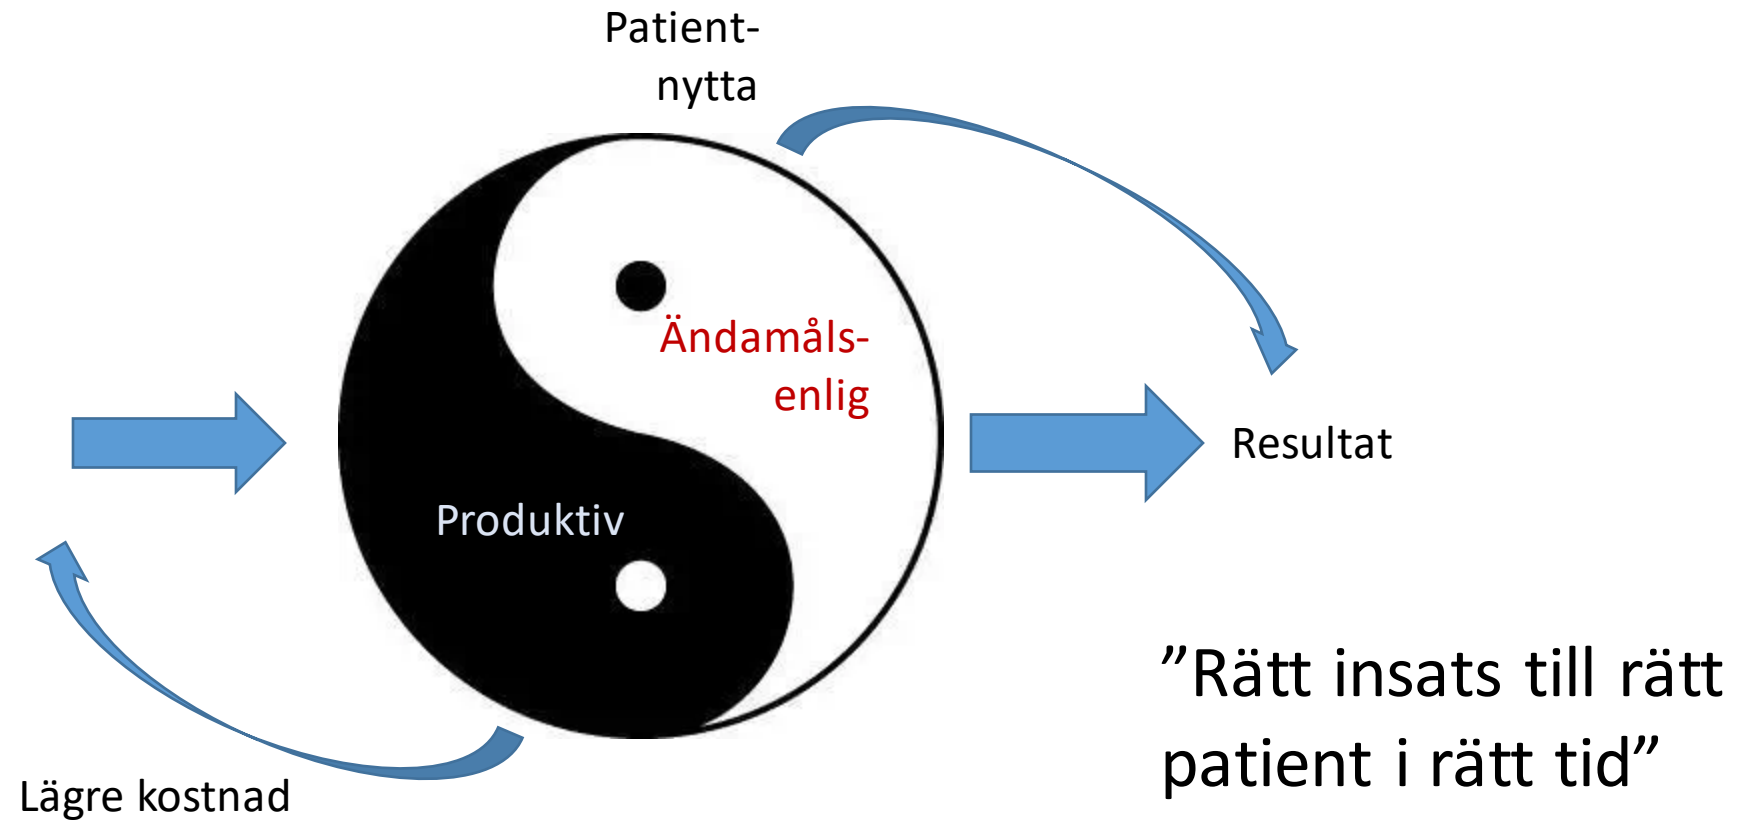 Patient-
nytta
Ändamåls-
enlig
Resultat
Produktiv
”Rätt insats till rätt
patient i rätt tid”
Lägre kostnad